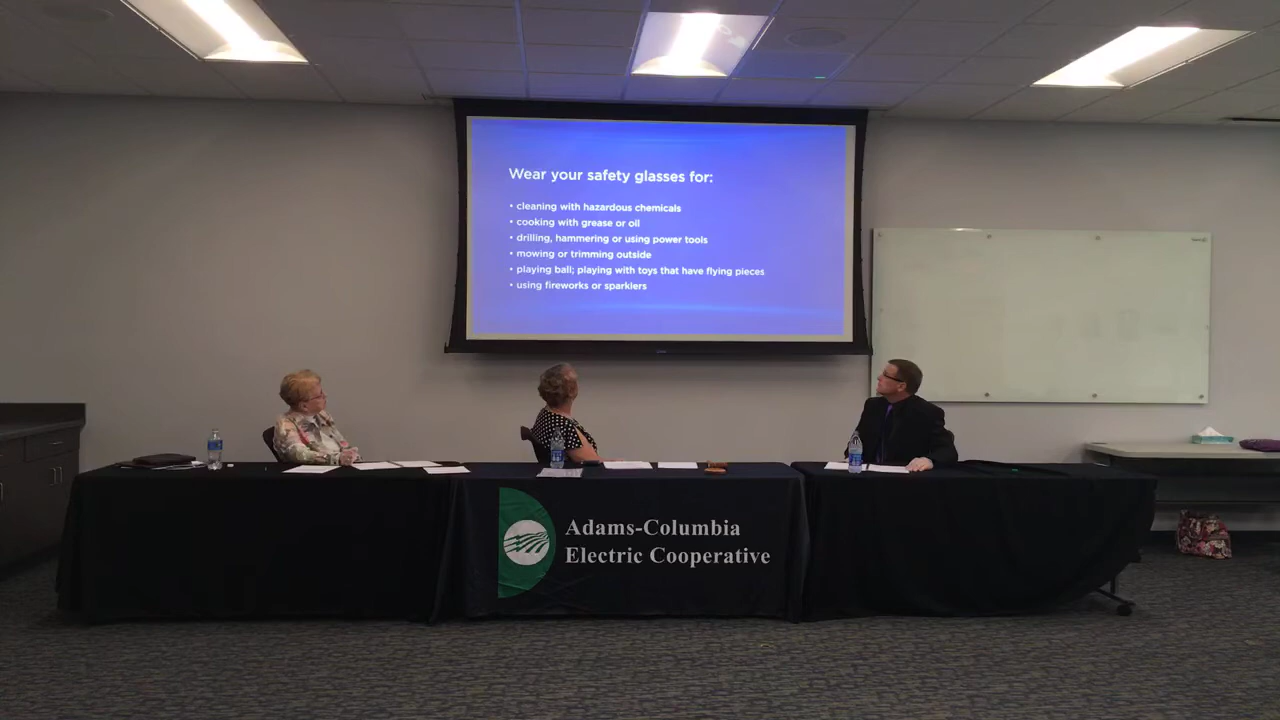 Wear your safety glasses for:
• cleaning with hazardous chemicals
• cooking with grease or oil
• drilling, hammering or using power tools
• mowing or trimming outside
• playing ball; playing with toys that have flying pieces
• using fireworks or sparklers
Adams-Columbia
Electric Cooperative